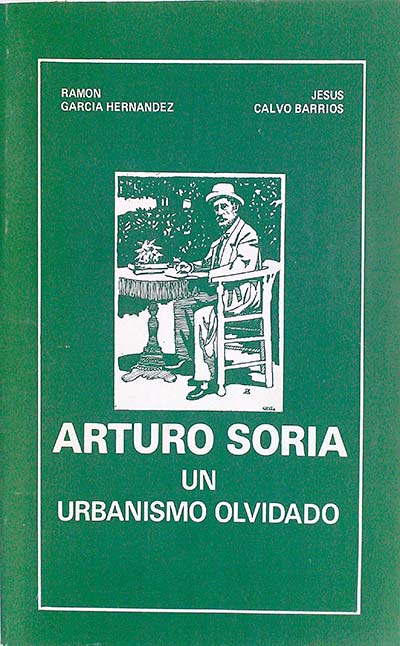 RAMON
GARCIA HERNANDEZ
JESUS
CALVO BARRIOS
ARTURO SORIA
UN
URBANISMO OLVIDADO